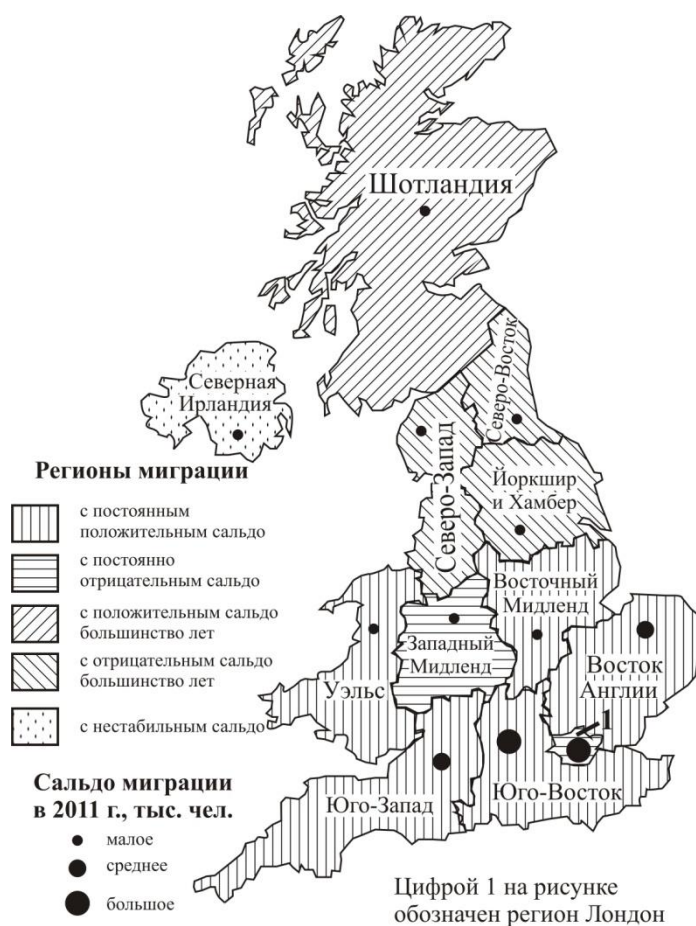 Шотландия
Северо-Восток
Северная
Ирландия
Северо-Запад
Йоркшир
и Хамбер
Регионы миграции
с постоянным
положительным сальдо
с постоянно
отрицательным сальдо
с положительным сальдо
большинство лет
с отрицательным сальдо
большинство лет
с нестабильным сальдо
Восточный
Мидленд
Западный
Мидленд
Восток
Англии
Уэльс
1
Юго-Запад
Юго-Восток
Сальдо миграции
в 2011 г., тыс. чел.
малое
среднее
большое
Цифрой 1 на рисунке
обозначен регион Лондон